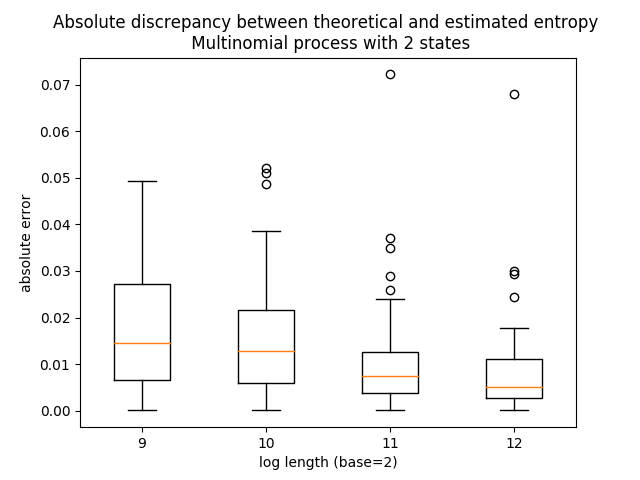 Absolute discrepancy between theoretical and estimated entropy
Multinomial process with 2 states
0.07
0.06
0.05
0.04
0.03
0.02
0.01
0.00
absolute error
9 10 11 12
log length (base=2)